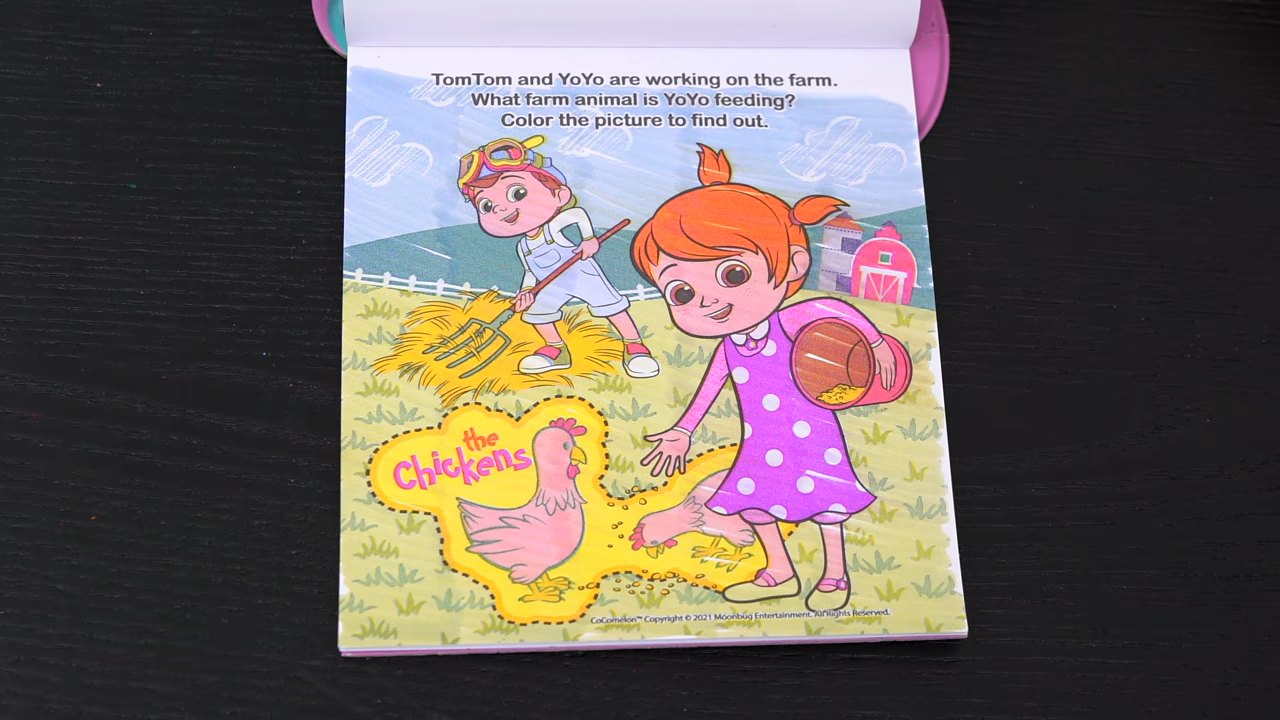 TomTom and YoYo are working on the farm.
What farm animal is YoYo feeding?
Color the picture to find out.
the
Chickens
CoComelon™ Copyright © 2021 Moonbug Entertainment. All Rights Reserved.